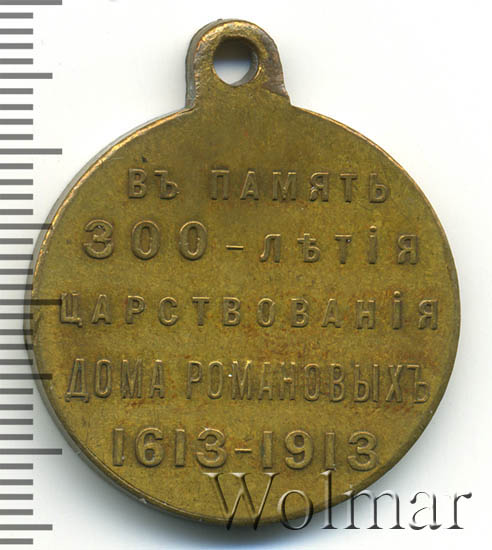 ВЪ ПАМЯТЬ
300-ЛѢТІЯ
ЦАРСТВОВАНІЯ
ДОМА РОМАНОВЫХЪ
1613-1913
Wolmar